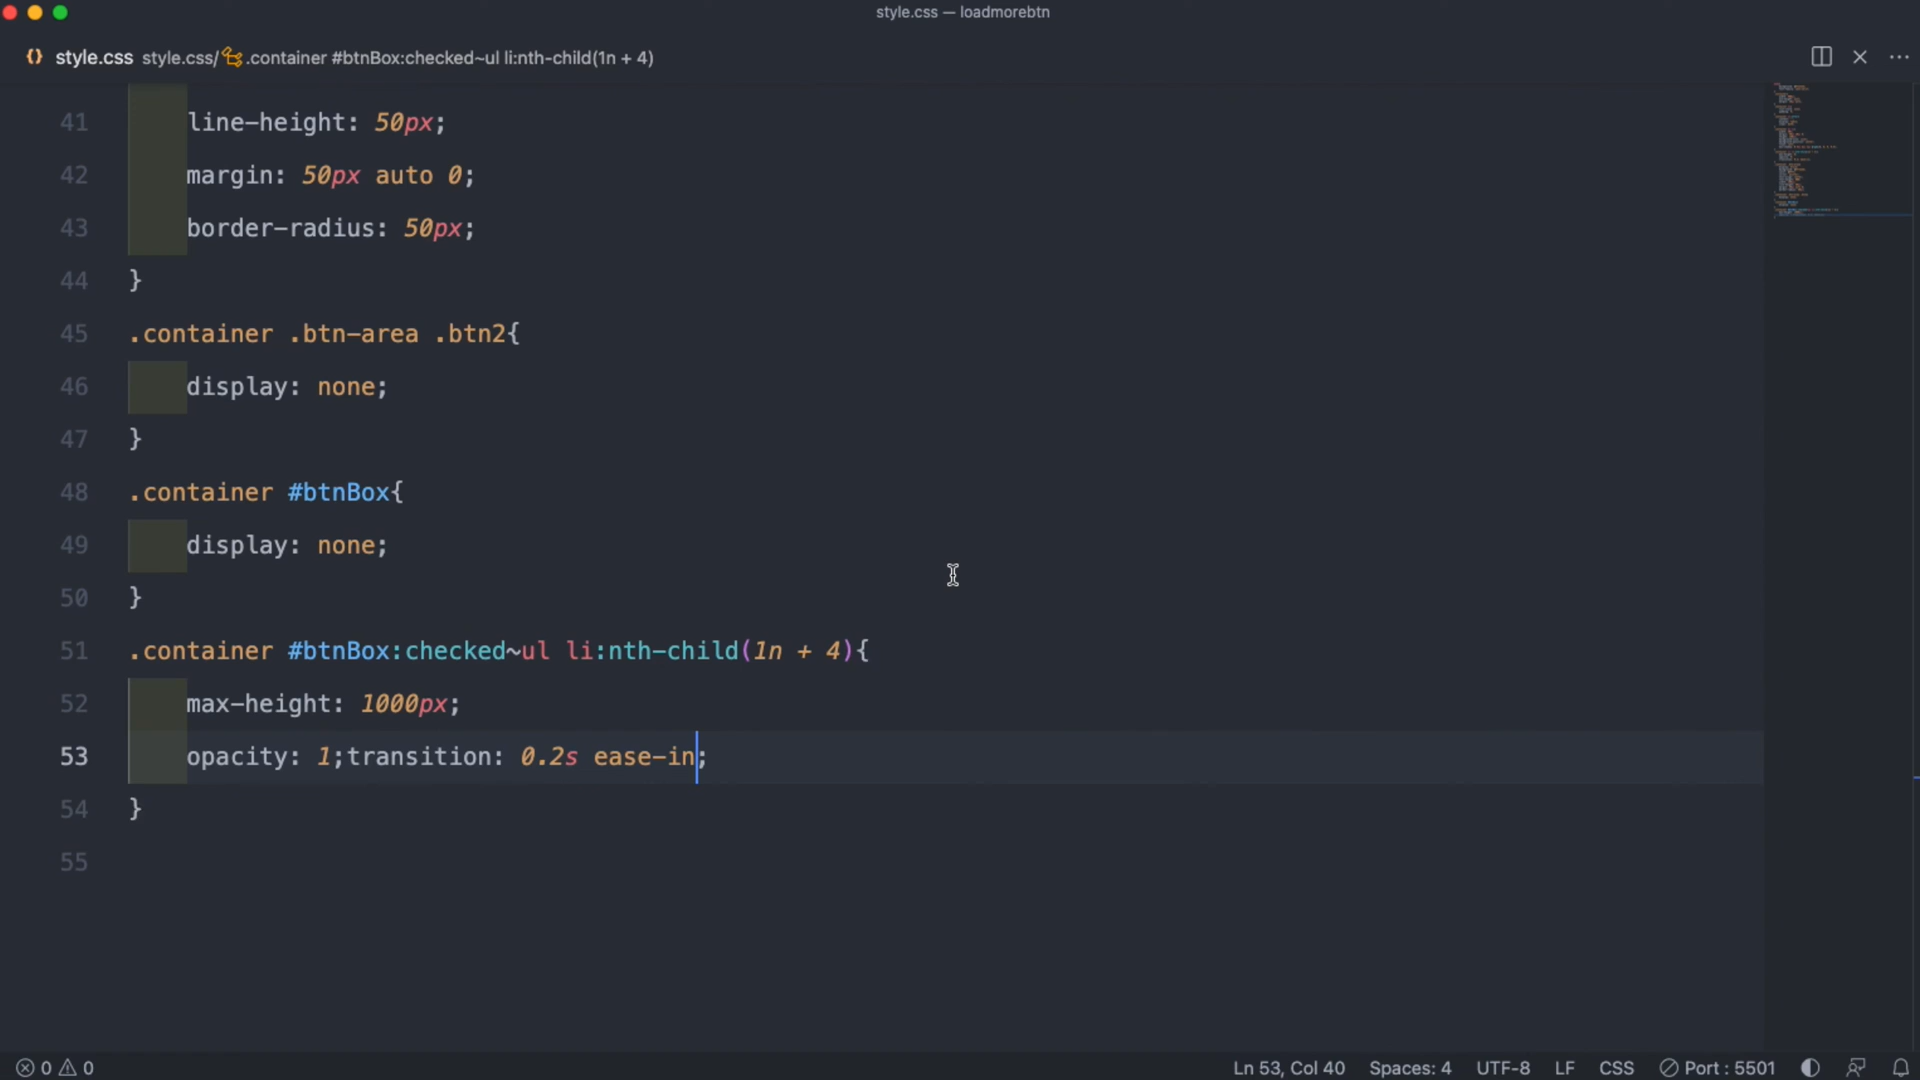 style.css — loadmorebtn
{} style.css style.css/ .container #btnBox:checked~ul li:nth-child(1n + 4)
41 line-height: 50px;
42 margin: 50px auto 0;
43 border-radius: 50px;
44 }
45 .container .btn-area .btn2{
46 display: none;
47 }
48 .container #btnBox{
49 display: none;
50 }
51 .container #btnBox:checked~ul li:nth-child(1n + 4){
52 max-height: 1000px;
53 opacity: 1;transition: 0.2s ease-in;
54 }
55
0 0 Ln 53, Col 40 Spaces: 4 UTF-8 LF CSS Port : 5501